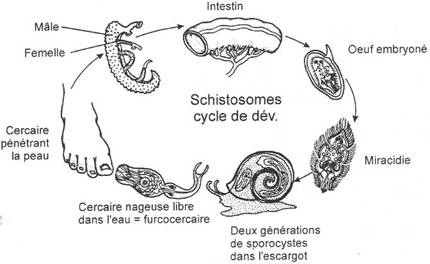 Intestin
Mâle
Femelle
Oeuf embryoné
Schistosomes
cycle de dév.
Cercaire
pénétrant
la peau
Miracidie
Cercaire nageuse libre
dans l'eau = furcocercaire
Deux générations
de sporocystes
dans l'escargot